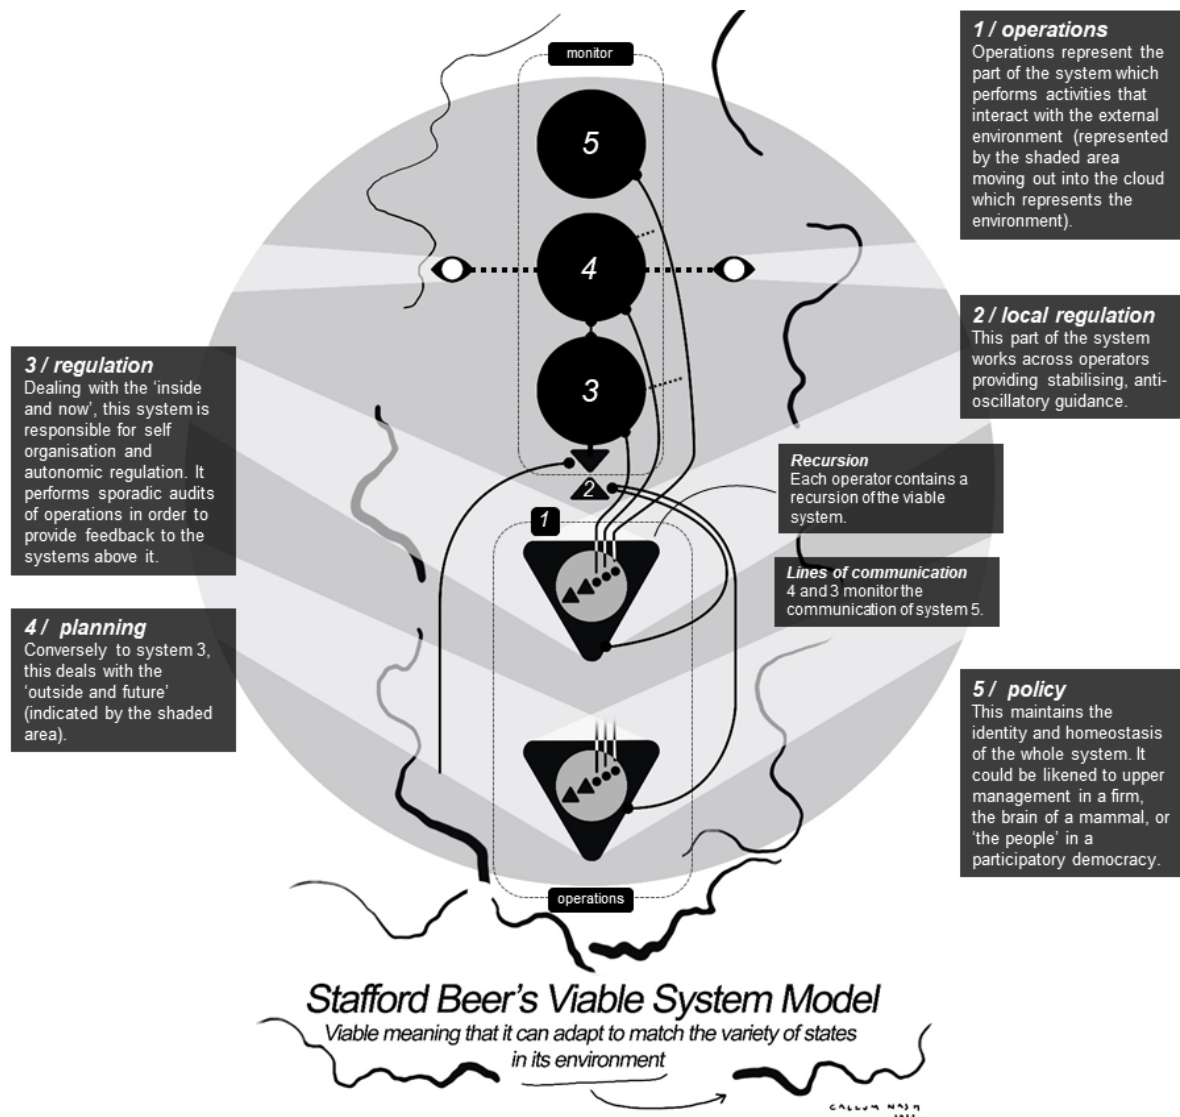 monitor
5
4
3
2
1
operations
1 / operations
Operations represent the
part of the system which
performs activities that
interact with the external
environment (represented
by the shaded area
moving out into the cloud
which represents the
environment).
2 / local regulation
This part of the system
works across operators
providing stabilising, anti-
oscillatory guidance.
3 / regulation
Dealing with the ‘inside
and now’, this system is
responsible for self
organisation and
autonomic regulation. It
performs sporadic audits
of operations in order to
provide feedback to the
systems above it.
Recursion
Each operator contains a
recursion of the viable
system.
Lines of communication
4 and 3 monitor the
communication of system 5.
4 / planning
Conversely to system 3,
this deals with the
‘outside and future’
(indicated by the shaded
area).
5 / policy
This maintains the
identity and homeostasis
of the whole system. It
could be likened to upper
management in a firm,
the brain of a mammal, or
‘the people’ in a
participatory democracy.
Stafford Beer’s Viable System Model
Viable meaning that it can adapt to match the variety of states
in its environment
CALLUM NASH